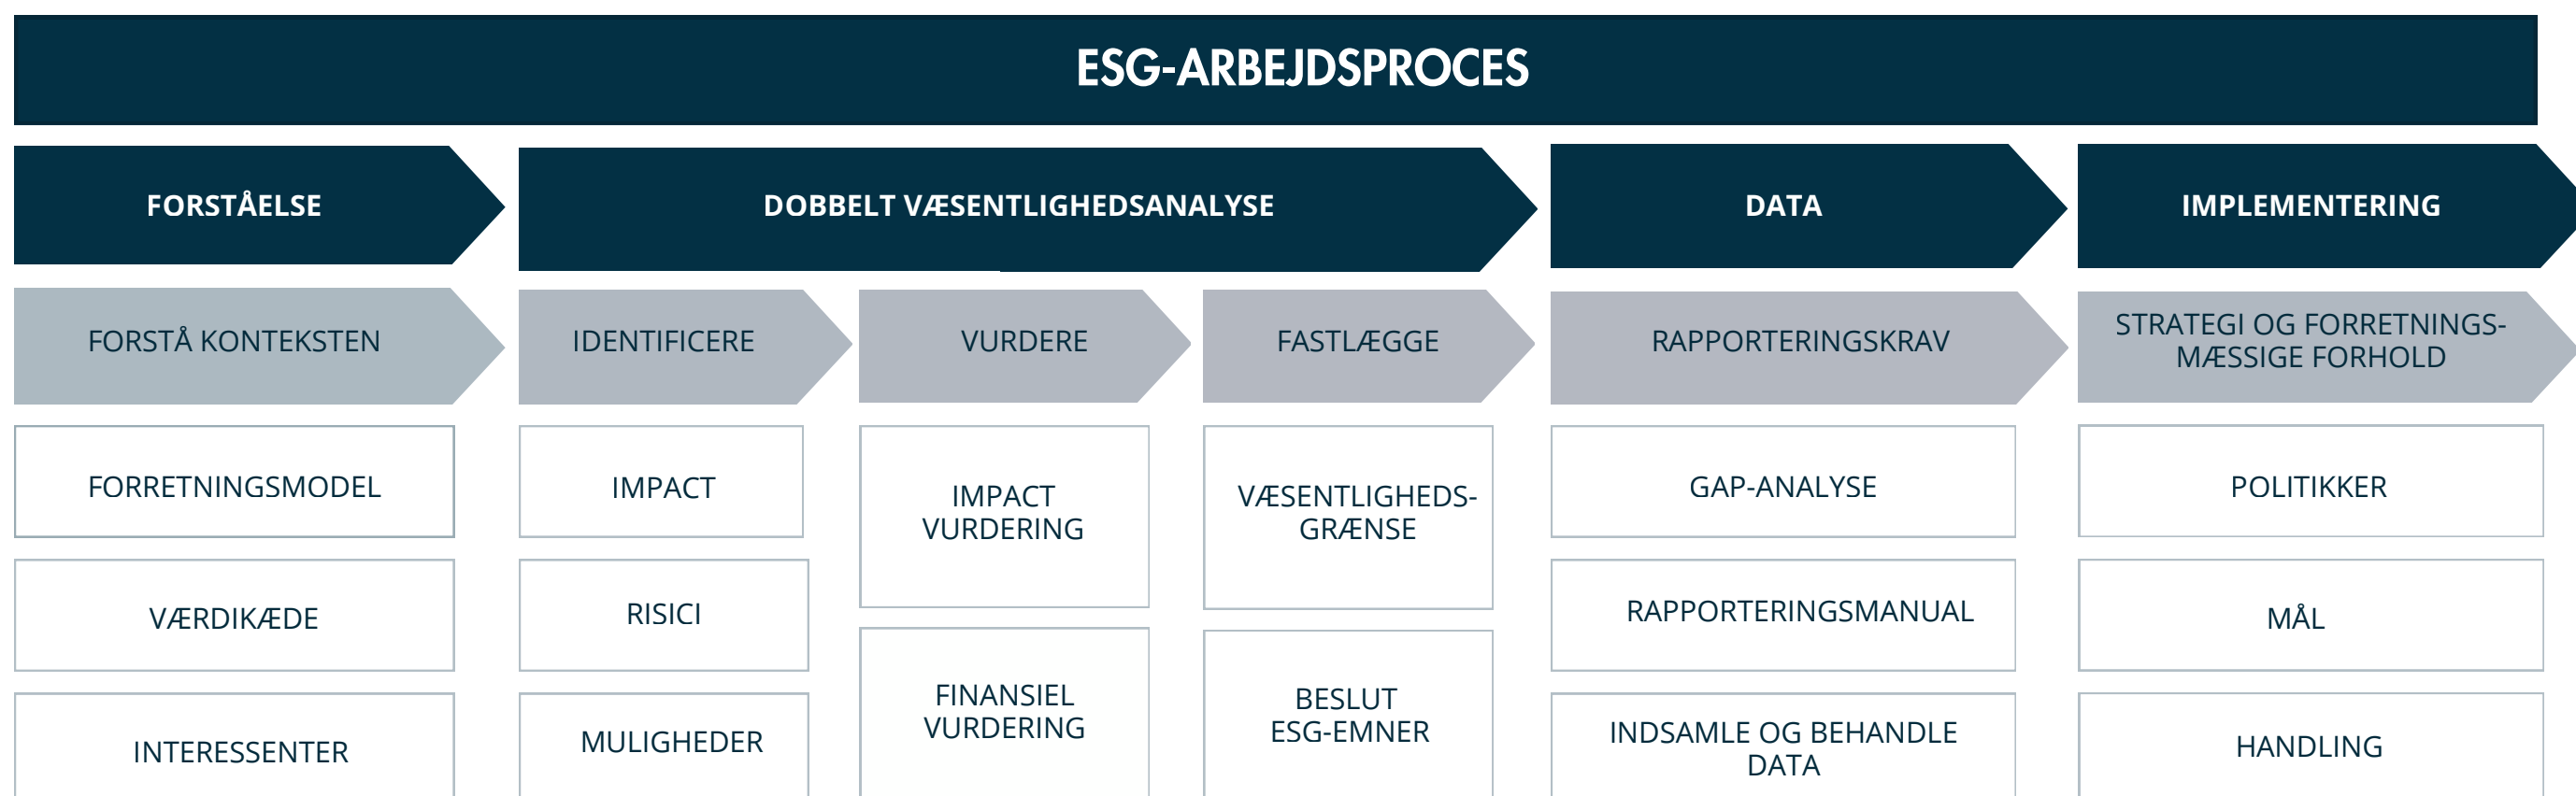 ESG-ARBEJDSPROCES
FORSTÅELSE
DOBBELT VÆSENTLIGHEDSANALYSE
DATA
IMPLEMENTERING
FORSTÅ KONTEKSTEN
IDENTIFICERE
VURDERE
FASTLÆGGE
RAPPORTERINGSKRAV
STRATEGI OG FORRETNINGS-
MÆSSIGE FORHOLD
FORRETNINGSMODEL
VÆRDIKÆDE
INTERESSENTER
IMPACT
RISICI
MULIGHEDER
IMPACT
VURDERING
FINANSIEL
VURDERING
VÆSENTLIGHEDS-
GRÆNSE
BESLUT
ESG-EMNER
GAP-ANALYSE
RAPPORTERINGSMANUAL
INDSAMLE OG BEHANDLE
DATA
POLITIKKER
MÅL
HANDLING